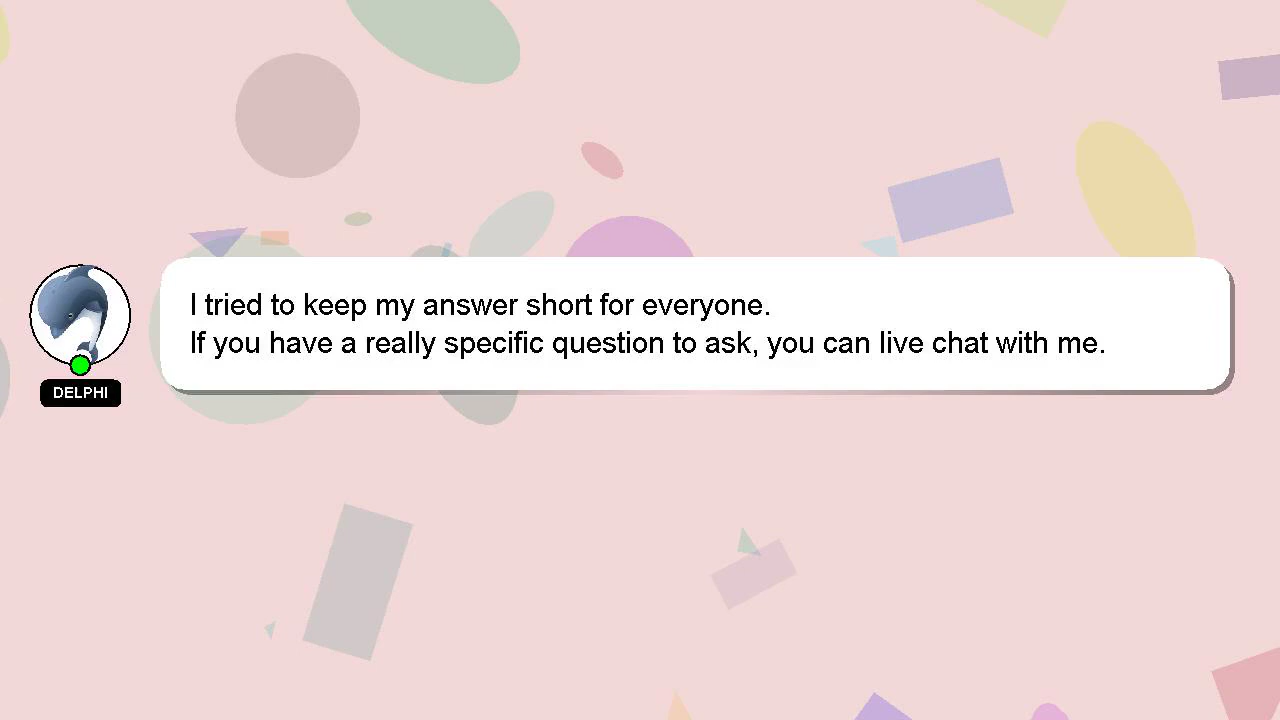 I tried to keep my answer short for everyone.
If you have a really specific question to ask, you can live chat with me.
DELPHI